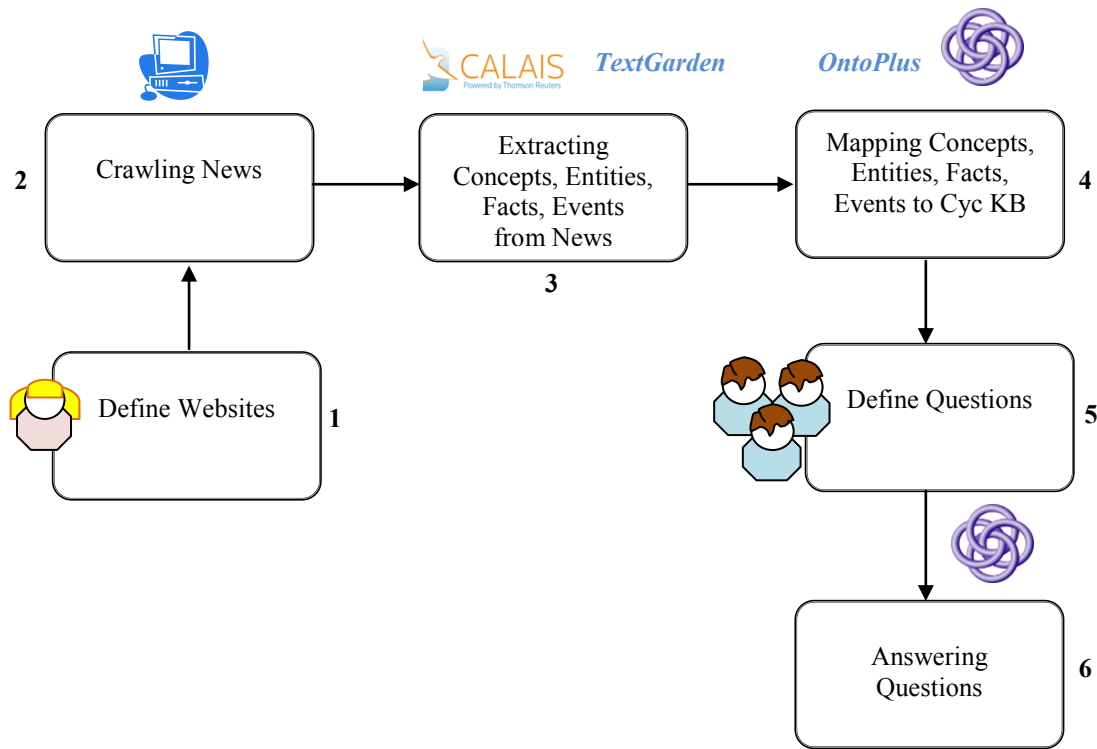 CALAIS
Powered by Thomson Reuters
TextGarden
OntoPlus
2
Crawling News
Extracting
Concepts, Entities,
Facts, Events
from News
3
Mapping Concepts,
Entities, Facts,
Events to Cyc KB
4
Define Websites
1
Define Questions
5
Answering
Questions
6